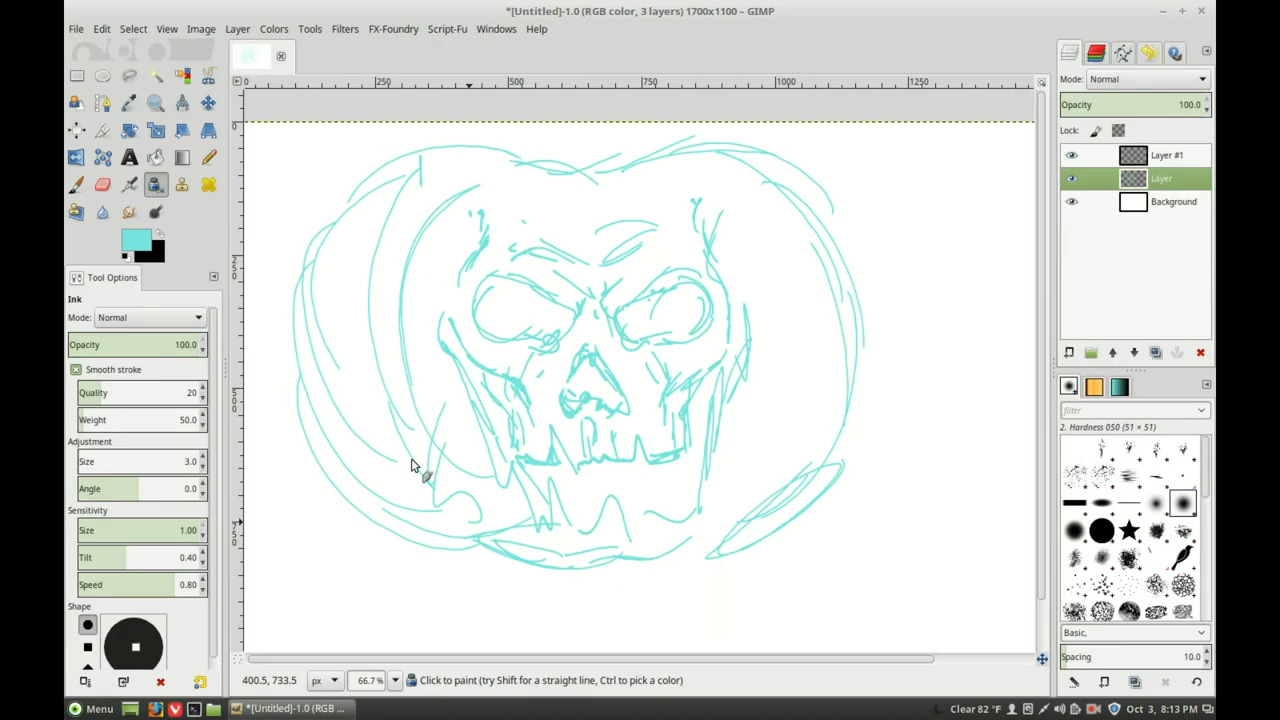 *[Untitled]-1.0 (RGB color, 3 layers) 1700x1100 – GIMP
File Edit Select View Image Layer Colors Tools Filters FX-Foundry Script-Fu Windows Help
0 250 500 750 1000 1250
Mode: Normal
Opacity 100.0
Lock:
Layer #1
Layer
Background
0
250
500
750
Tool Options
Ink
Mode: Normal
Opacity 100.0
Smooth stroke
Quality 20
Weight 50.0
Adjustment
Size 3.0
Angle 0.0
Sensitivity
Size 1.00
Tilt 0.40
Speed 0.80
Shape
filter
2. Hardness 050 (51 × 51)
Basic,
Spacing 10.0
400.5, 733.5 px 66.7 % Click to paint (try Shift for a straight line, Ctrl to pick a color)
Menu *[Untitled]-1.0 (RGB ... Clear 82 °F Oct 3, 8:13 PM